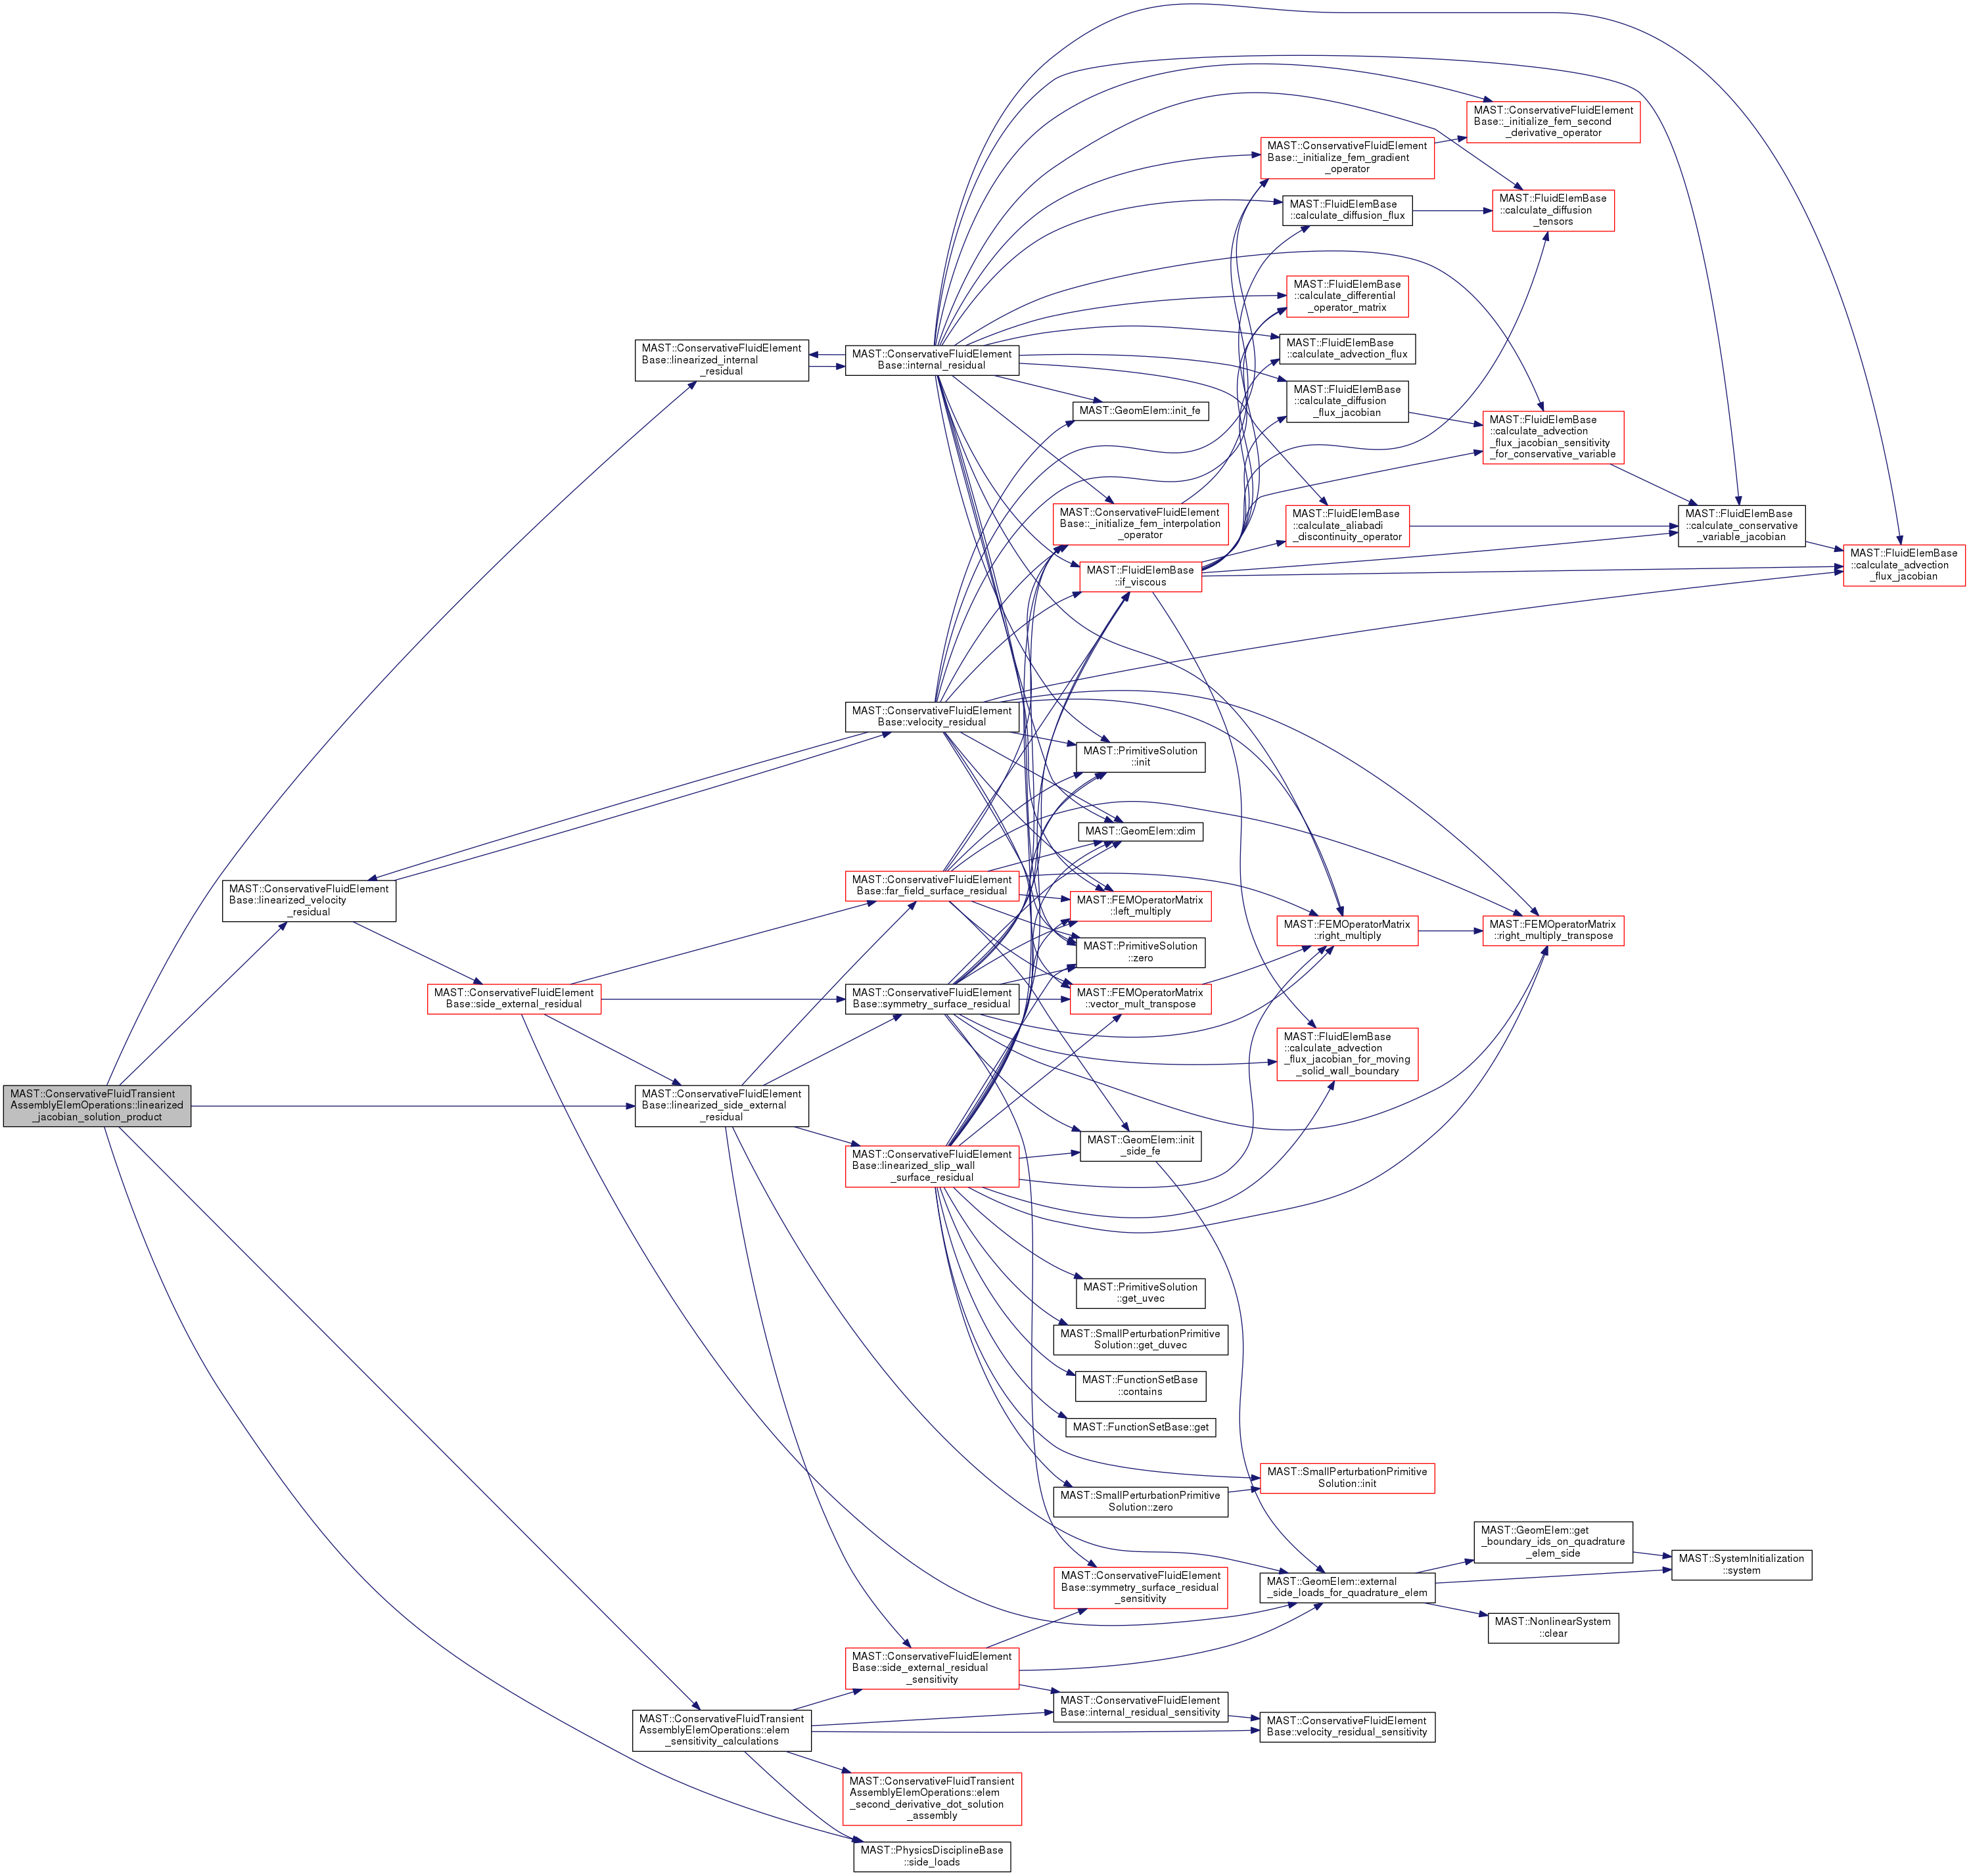 MAST::ConservativeFluidTransient
AssemblyElemOperations::linearized
_jacobian_solution_product
MAST::ConservativeFluidElement
Base::linearized_velocity
_residual
MAST::ConservativeFluidElement
Base::side_external_residual
MAST::ConservativeFluidElement
Base::linearized_internal
_residual
MAST::ConservativeFluidElement
Base::linearized_side_external
_residual
MAST::ConservativeFluidTransient
AssemblyElemOperations::elem
_sensitivity_calculations
MAST::ConservativeFluidElement
Base::internal_residual
MAST::ConservativeFluidElement
Base::velocity_residual
MAST::ConservativeFluidElement
Base::far_field_surface_residual
MAST::ConservativeFluidElement
Base::symmetry_surface_residual
MAST::ConservativeFluidElement
Base::linearized_slip_wall
_surface_residual
MAST::ConservativeFluidElement
Base::side_external_residual
_sensitivity
MAST::ConservativeFluidTransient
AssemblyElemOperations::elem
_second_derivative_dot_solution
_assembly
MAST::PhysicsDisciplineBase
::side_loads
MAST::GeomElem::init_fe
MAST::ConservativeFluidElement
Base::_initialize_fem_interpolation
_operator
MAST::FluidElemBase
::if_viscous
MAST::PrimitiveSolution
::init
MAST::GeomElem::dim
MAST::FEMOperatorMatrix
::left_multiply
MAST::PrimitiveSolution
::zero
MAST::FEMOperatorMatrix
::vector_mult_transpose
MAST::GeomElem::init
_side_fe
MAST::PrimitiveSolution
::get_uvec
MAST::SmallPerturbationPrimitive
Solution::get_duvec
MAST::FunctionSetBase
::contains
MAST::FunctionSetBase::get
MAST::SmallPerturbationPrimitive
Solution::zero
MAST::ConservativeFluidElement
Base::symmetry_surface_residual
_sensitivity
MAST::ConservativeFluidElement
Base::internal_residual_sensitivity
MAST::ConservativeFluidElement
Base::_initialize_fem_gradient
_operator
MAST::FluidElemBase
::calculate_diffusion_flux
MAST::FluidElemBase
::calculate_differential
_operator_matrix
MAST::FluidElemBase
::calculate_advection_flux
MAST::FluidElemBase
::calculate_diffusion
_flux_jacobian
MAST::FluidElemBase
::calculate_aliabadi
_discontinuity_operator
MAST::FEMOperatorMatrix
::right_multiply
MAST::FluidElemBase
::calculate_advection
_flux_jacobian_for_moving
_solid_wall_boundary
MAST::SmallPerturbationPrimitive
Solution::init
MAST::GeomElem::external
_side_loads_for_quadrature_elem
MAST::ConservativeFluidElement
Base::velocity_residual_sensitivity
MAST::ConservativeFluidElement
Base::_initialize_fem_second
_derivative_operator
MAST::FluidElemBase
::calculate_diffusion
_tensors
MAST::FluidElemBase
::calculate_advection
_flux_jacobian_sensitivity
_for_conservative_variable
MAST::FEMOperatorMatrix
::right_multiply_transpose
MAST::GeomElem::get
_boundary_ids_on_quadrature
_elem_side
MAST::NonlinearSystem
::clear
MAST::FluidElemBase
::calculate_conservative
_variable_jacobian
MAST::SystemInitialization
::system
MAST::FluidElemBase
::calculate_advection
_flux_jacobian